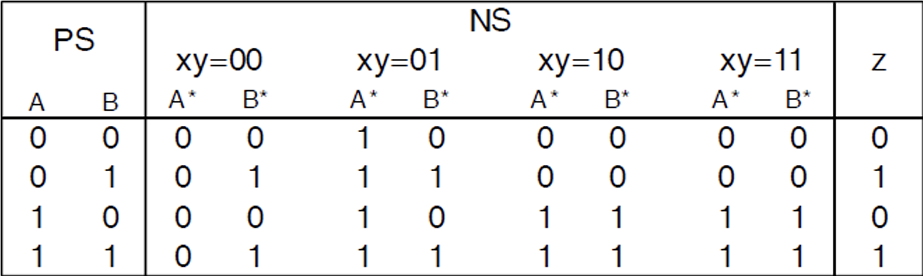 PS NS
xy=00 xy=01 xy=10 xy=11 z
A B A* B* A* B* A* B* A* B*
0 0 0 0 1 0 0 0 0 0 0
0 1 0 1 1 1 0 0 0 0 1
1 0 0 0 1 0 1 1 1 1 0
1 1 0 1 1 1 1 1 1 1 1